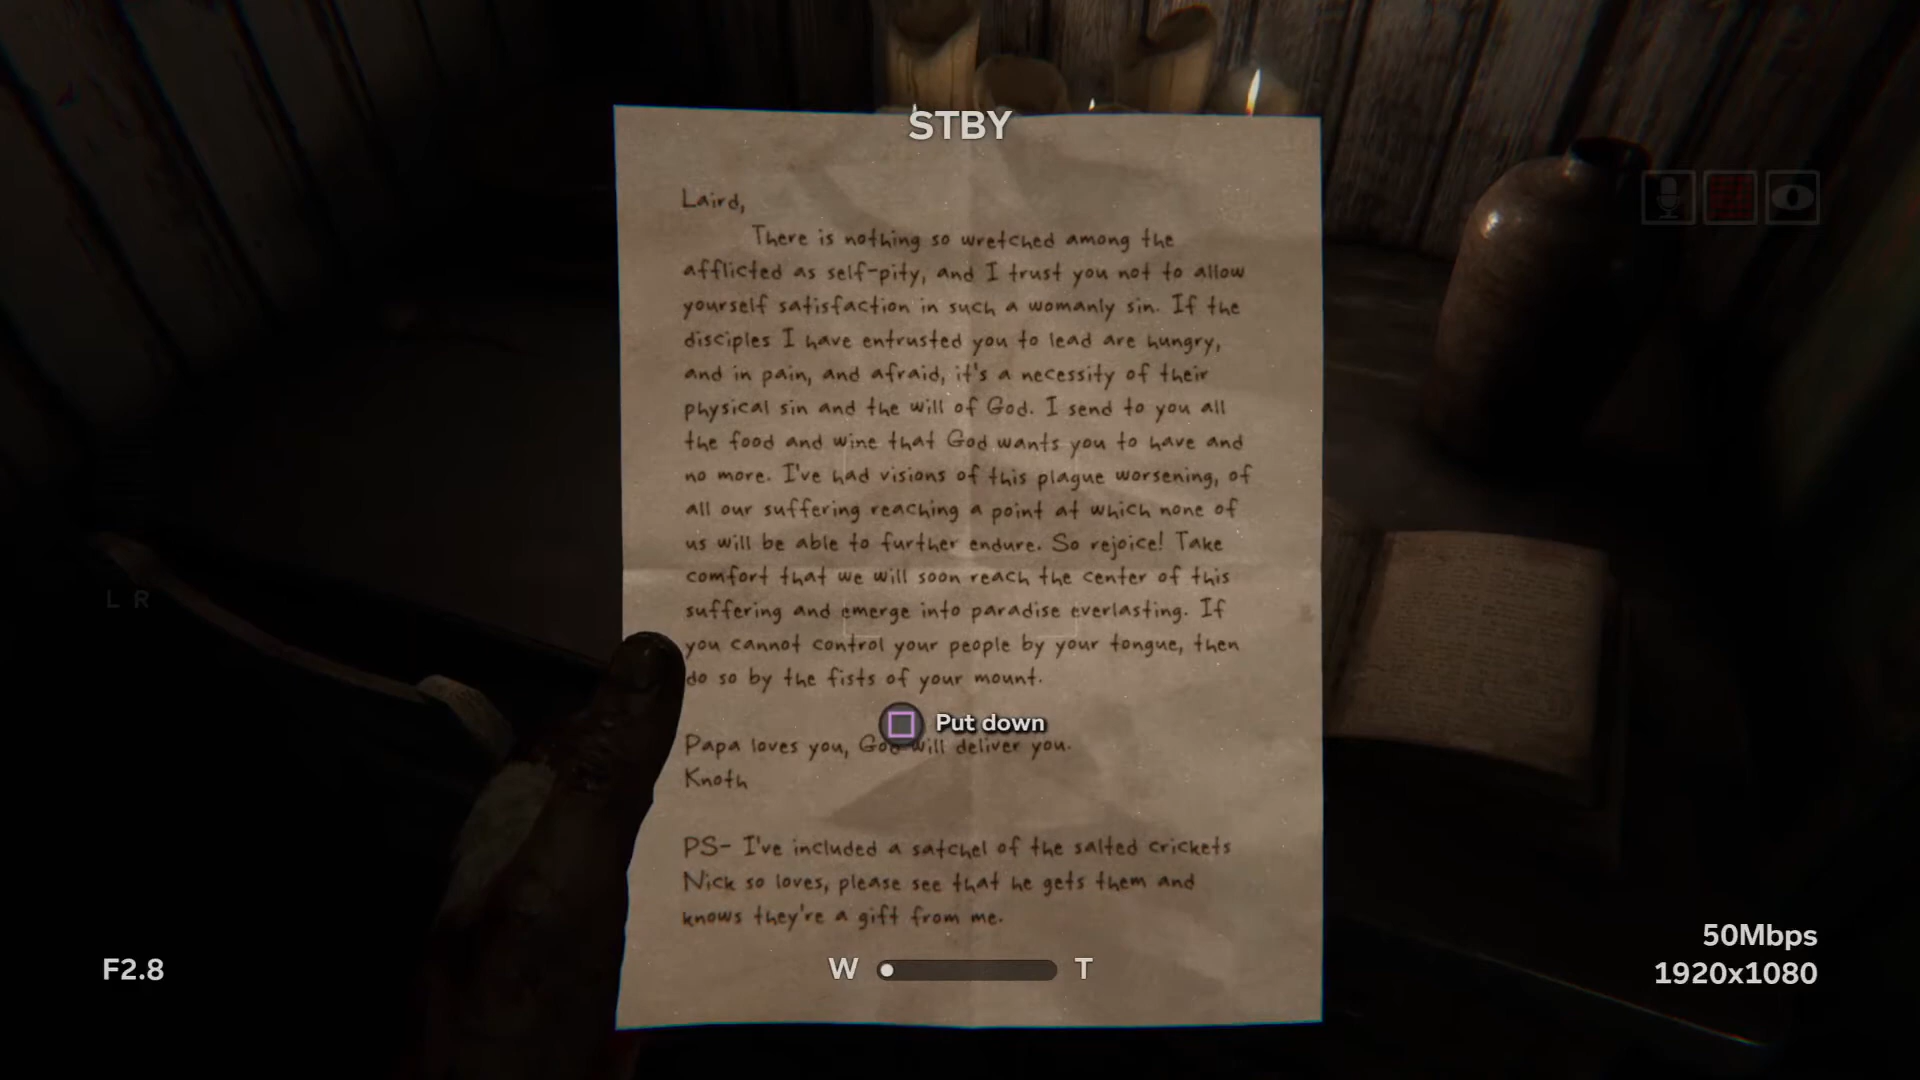 STBY
Laird,
There is nothing so wretched among the
afflicted as self-pity, and I trust you not to allow
yourself satisfaction in such a womanly sin. If the
disciples I have entrusted you to lead are hungry,
and in pain, and afraid, it's a necessity of their
physical sin and the will of God. I send to you all
the food and wine that God wants you to have and
no more. I've had visions of this plague worsening, of
all our suffering reaching a point at which none of
us will be able to further endure. So rejoice! Take
comfort that we will soon reach the center of this
suffering and emerge into paradise everlasting. If
you cannot control your people by your tongue, then
do so by the fists of your mount.
Put down
Papa loves you, God will deliver you.
Knoth
PS- I've included a satchel of the salted crickets
Nick so loves, please see that he gets them and
knows they're a gift from me.
L R
F2.8
W T
50Mbps
1920x1080